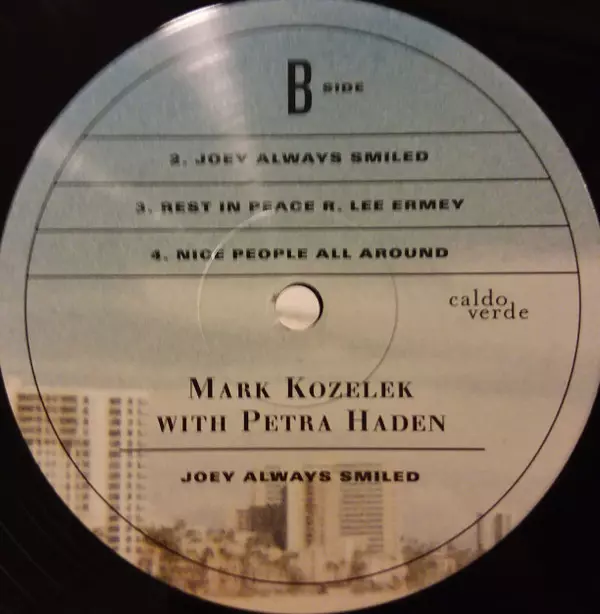 B SIDE
2. JOEY ALWAYS SMILED
3. REST IN PEACE R. LEE ERMEY
4. NICE PEOPLE ALL AROUND
caldo
verde
MARK KOZELEK
WITH PETRA HADEN
JOEY ALWAYS SMILED